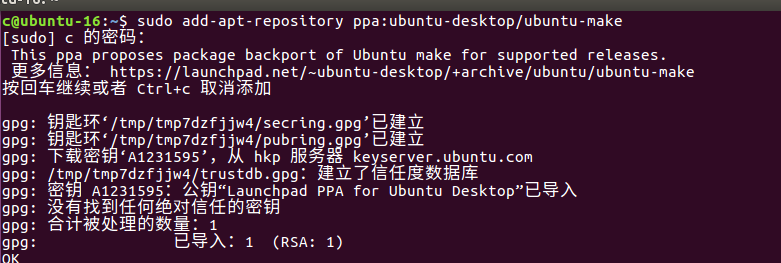 c@ubuntu-16:~$ sudo add-apt-repository ppa:ubuntu-desktop/ubuntu-make
[sudo] c 的密码：
 This ppa proposes package backport of Ubuntu make for supported releases.
 更多信息： https://launchpad.net/~ubuntu-desktop/+archive/ubuntu/ubuntu-make
按回车继续或者 Ctrl+c 取消添加
gpg: 钥匙环‘/tmp/tmp7dzfjjw4/secring.gpg’已建立
gpg: 钥匙环‘/tmp/tmp7dzfjjw4/pubring.gpg’已建立
gpg: 下载密钥‘A1231595’，从 hkp 服务器 keyserver.ubuntu.com
gpg: /tmp/tmp7dzfjjw4/trustdb.gpg：建立了信任度数据库
gpg: 密钥 A1231595：公钥“Launchpad PPA for Ubuntu Desktop”已导入
gpg: 没有找到任何绝对信任的密钥
gpg: 合计被处理的数量：1
gpg:               已导入：1  (RSA: 1)
OK